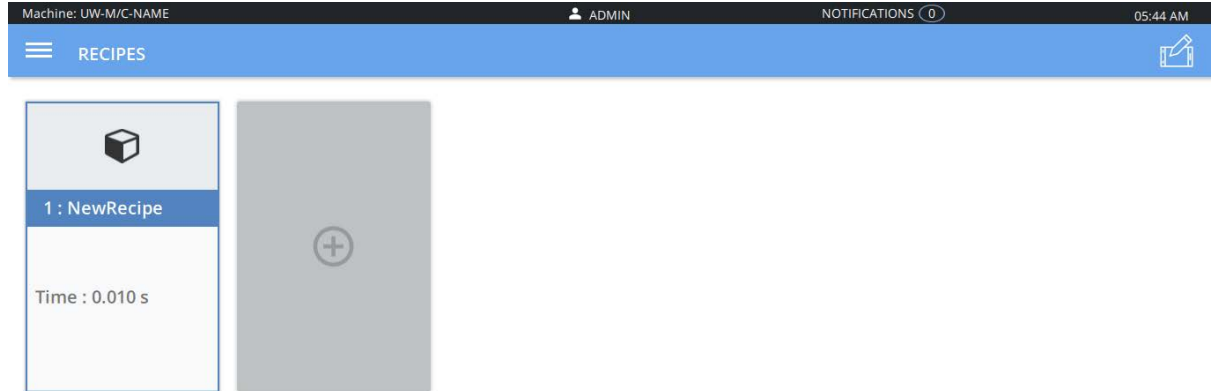 Machine: UW-M/C-NAME ADMIN NOTIFICATIONS 0 05:44 AM
RECIPES
1 : NewRecipe
Time : 0.010 s